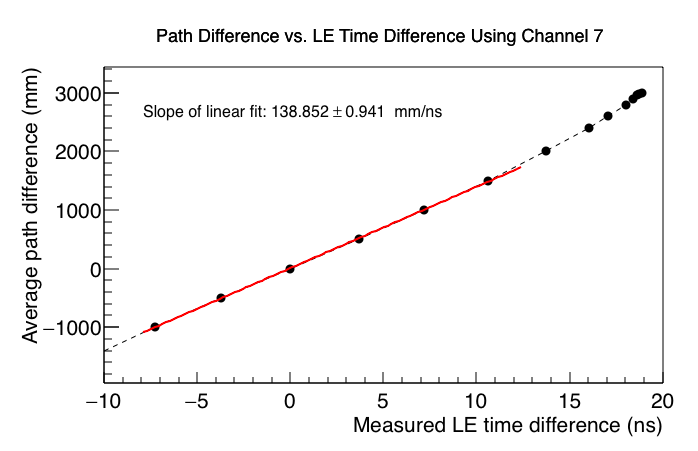 Path Difference vs. LE Time Difference Using Channel 7
Slope of linear fit: 138.852 ± 0.941 mm/ns
Average path difference (mm)
3000
2000
1000
0
−1000
−10 −5 0 5 10 15 20
Measured LE time difference (ns)